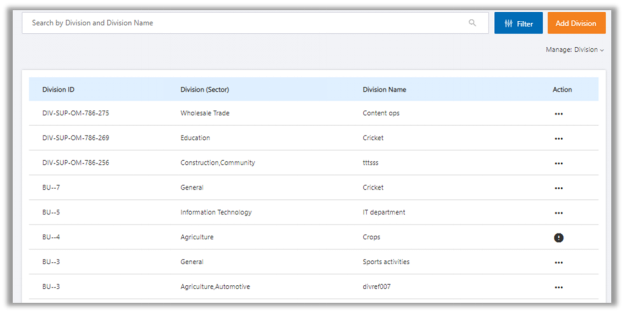 Search by Division and Division Name Filter Add Division
Manage: Division
Division ID Division (Sector) Division Name Action
DIV-SUP-OM-786-275 Wholesale Trade Content ops
DIV-SUP-OM-786-269 Education Cricket
DIV-SUP-OM-786-256 Construction,Community tttsss
BU--7 General Cricket
BU--5 Information Technology IT department
BU--4 Agriculture Crops
BU--3 General Sports activities
BU--3 Agriculture,Automotive divref007